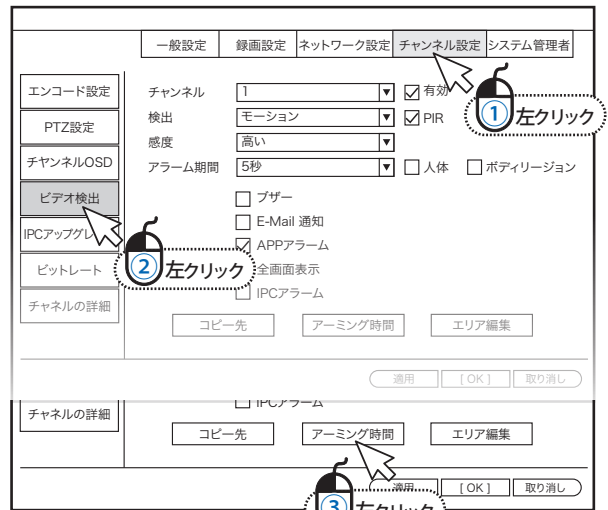 一般設定 録画設定 ネットワーク設定 チャンネル設定 システム管理者
エンコード設定
PTZ設定
チヤンネルOSD
ビデオ検出
IPCアップグレ
ビットレート
チャネルの詳細
チャンネル 1 有効
検出 モーション PIR
感度 高い
アラーム期間 5秒 人体 ボディリージョン
ブザー
E-Mail 通知
APPアラーム
全画面表示
IPCアラーム
コピー先 アーミング時間 エリア編集
適用 [ OK ] 取り消し
① 左クリック
② 左クリック
IPCアラーム
チャネルの詳細
コピー先 アーミング時間 エリア編集
適用 [ OK ] 取り消し
③ 左クリック